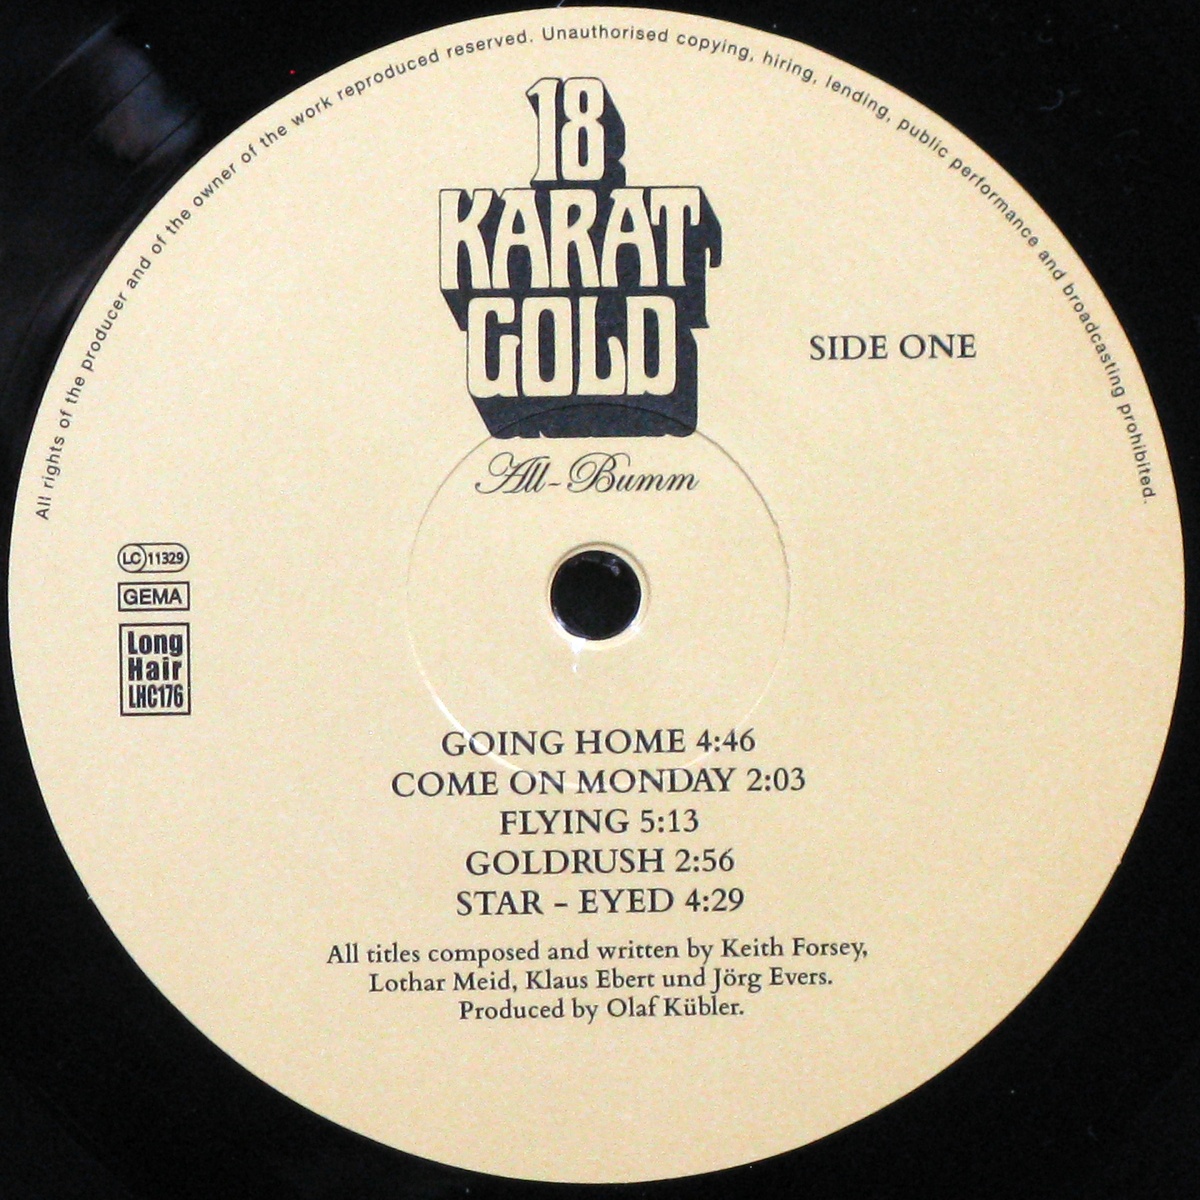 All rights of the producer and of the owner of the work reproduced reserved. Unauthorised copying, hiring, lending, public performance and broadcasting prohibited.
18
KARAT
GOLD
SIDE ONE
All-Bumm
LC 11329
GEMA
Long
Hair
LHC176
GOING HOME 4:46
COME ON MONDAY 2:03
FLYING 5:13
GOLDRUSH 2:56
STAR - EYED 4:29
All titles composed and written by Keith Forsey,
Lothar Meid, Klaus Ebert und Jörg Evers.
Produced by Olaf Kübler.